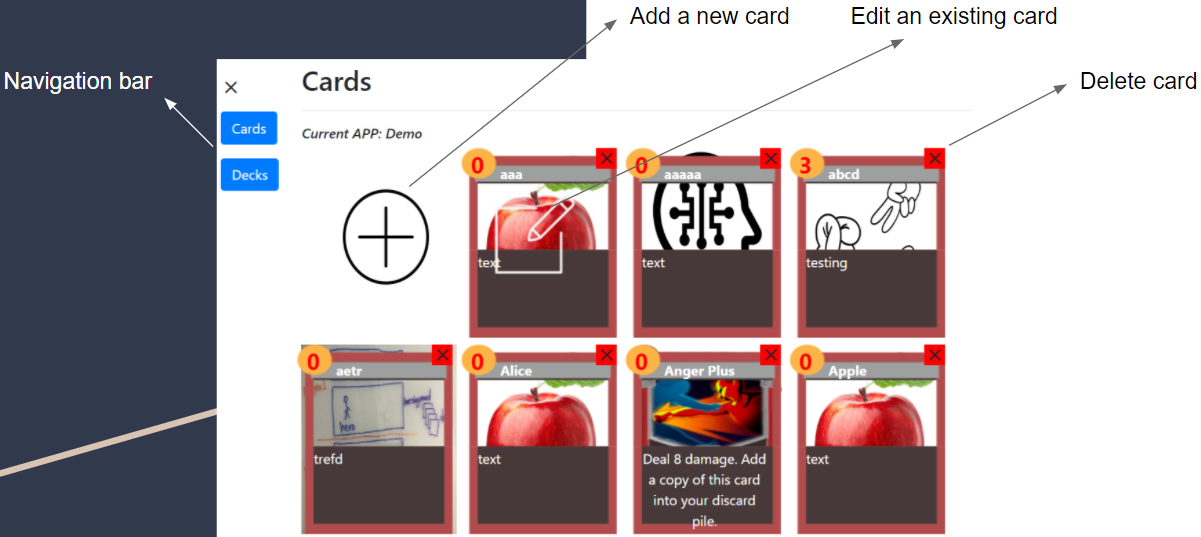 Add a new card
Edit an existing card
Navigation bar
Delete card
Cards
Cards
Current APP: Demo
Decks
0
aaa
text
0
aaaaa
text
3
abcd
testing
0
aetr
hero
trefd
0
Alice
text
0
Anger Plus
Deal 8 damage. Add
a copy of this card
into your discard
pile.
0
Apple
text